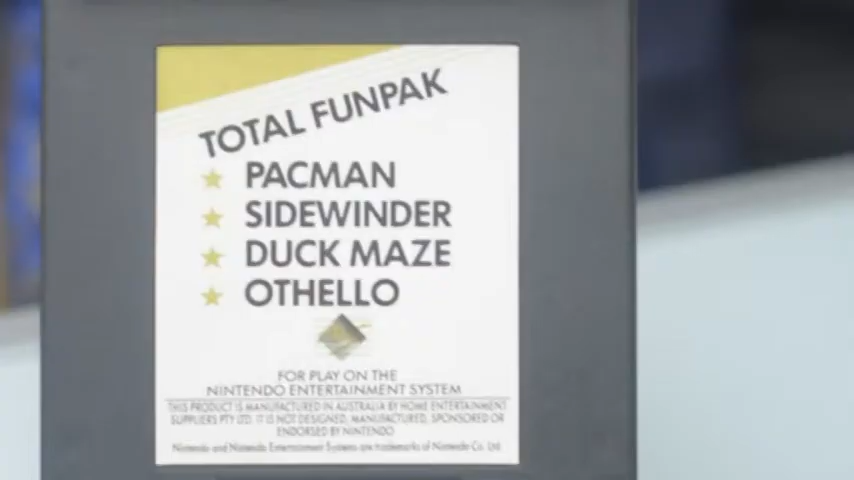 TOTAL FUNPAK
PACMAN
SIDEWINDER
DUCK MAZE
OTHELLO
FOR PLAY ON THE
NINTENDO ENTERTAINMENT SYSTEM
THIS PRODUCT IS MANUFACTURED IN AUSTRALIA BY HOME ENTERTAINMENT
SUPPLIERS PTY LTD. IT IS NOT DESIGNED, MANUFACTURED, SPONSORED OR
ENDORSED BY NINTENDO
Nintendo and Nintendo Entertainment Systems are trademarks of Nintendo Co. Ltd.